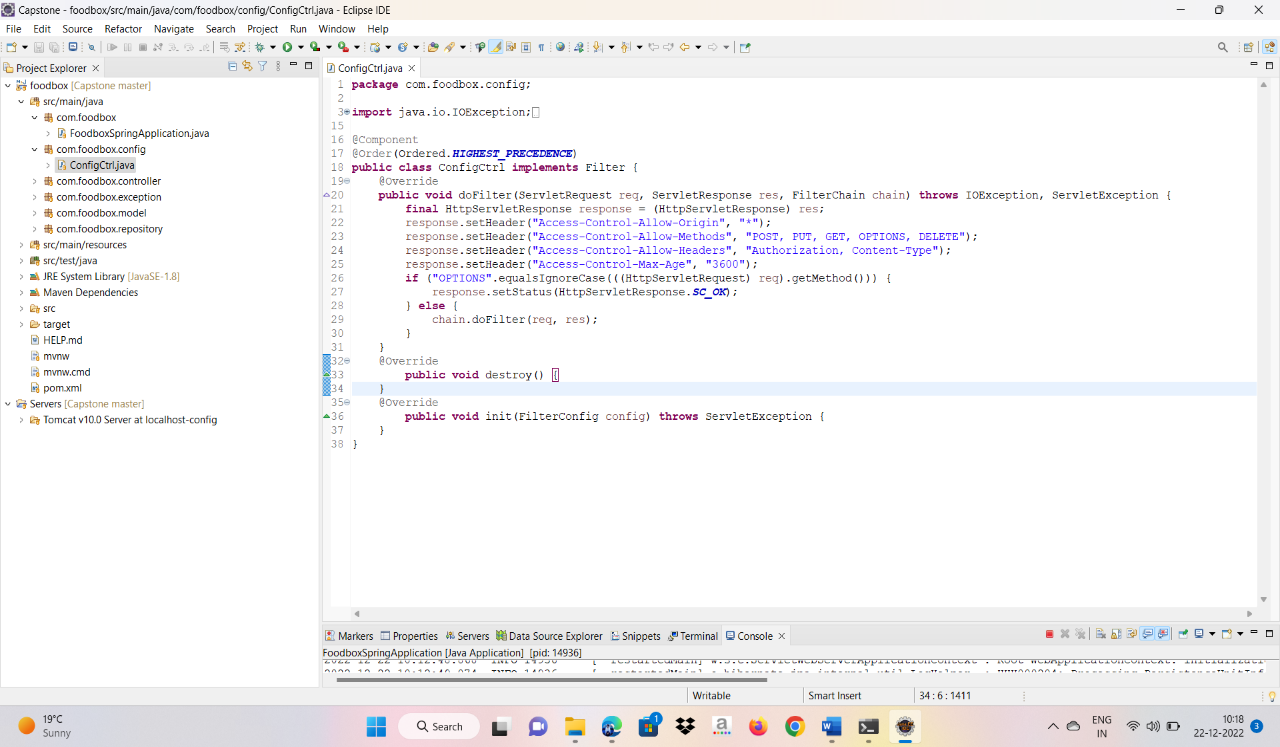 Capstone - foodbox/src/main/java/com/foodbox/config/ConfigCtrl.java - Eclipse IDE
File Edit Source Refactor Navigate Search Project Run Window Help
Project Explorer
foodbox [Capstone master]
src/main/java
com.foodbox
FoodboxSpringApplication.java
com.foodbox.config
ConfigCtrl.java
com.foodbox.controller
com.foodbox.exception
com.foodbox.model
com.foodbox.repository
src/main/resources
src/test/java
JRE System Library [JavaSE-1.8]
Maven Dependencies
src
target
HELP.md
mvnw
mvnw.cmd
pom.xml
Servers [Capstone master]
Tomcat v10.0 Server at localhost-config
ConfigCtrl.java
1 package com.foodbox.config;
2
3 import java.io.IOException;
15
16 @Component
17 @Order(Ordered.HIGHEST_PRECEDENCE)
18 public class ConfigCtrl implements Filter {
19 @Override
20 public void doFilter(ServletRequest req, ServletResponse res, FilterChain chain) throws IOException, ServletException {
21 final HttpServletResponse response = (HttpServletResponse) res;
22 response.setHeader("Access-Control-Allow-Origin", "*");
23 response.setHeader("Access-Control-Allow-Methods", "POST, PUT, GET, OPTIONS, DELETE");
24 response.setHeader("Access-Control-Allow-Headers", "Authorization, Content-Type");
25 response.setHeader("Access-Control-Max-Age", "3600");
26 if ("OPTIONS".equalsIgnoreCase(((HttpServletRequest) req).getMethod())) {
27 response.setStatus(HttpServletResponse.SC_OK);
28 } else {
29 chain.doFilter(req, res);
30 }
31 }
32 @Override
33 public void destroy() {
34 }
35 @Override
36 public void init(FilterConfig config) throws ServletException {
37 }
38 }
Markers Properties Servers Data Source Explorer Snippets Terminal Console
FoodboxSpringApplication [Java Application] [pid: 14936]
Writable Smart Insert 34 : 6 : 1411
19°C
Sunny
Search
1
a
ENG
IN
10:18
22-12-2022
3